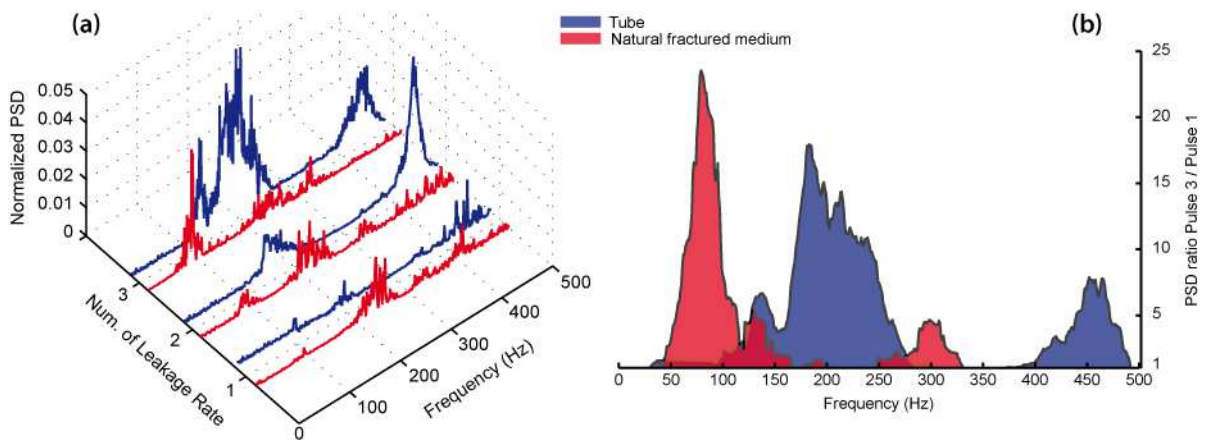 (a)
Normalized PSD
0.05
0.04
0.03
0.02
0.01
0
3
2
1
Num. of Leakage Rate
0
100
200
300
400
500
Frequency (Hz)
Tube
Natural fractured medium
(b)
25
20
15
10
5
1
PSD ratio Pulse 3 / Pulse 1
0 50 100 150 200 250 300 350 400 450 500
Frequency (Hz)